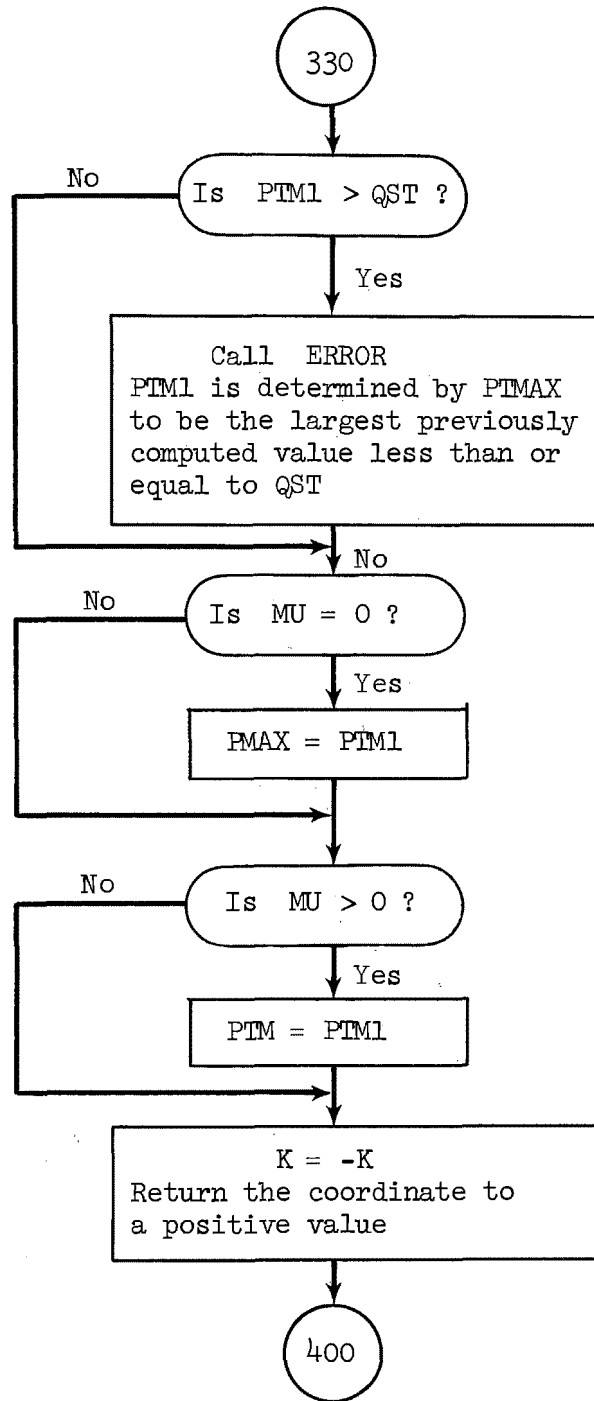 330
No
Is PTM1 > QST ?
Yes
Call ERROR
PTM1 is determined by PTMAX
to be the largest previously
computed value less than or
equal to QST
No
No
Is MU = 0 ?
Yes
PMAX = PTM1
No
Is MU > 0 ?
Yes
PTM = PTM1
K = -K
Return the coordinate to
a positive value
400